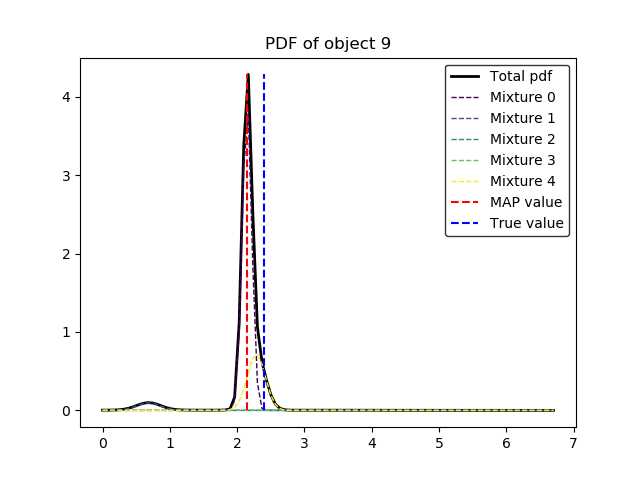 PDF of object 9
Total pdf
Mixture 0
Mixture 1
Mixture 2
Mixture 3
Mixture 4
MAP value
True value
4
3
2
1
0
0 1 2 3 4 5 6 7